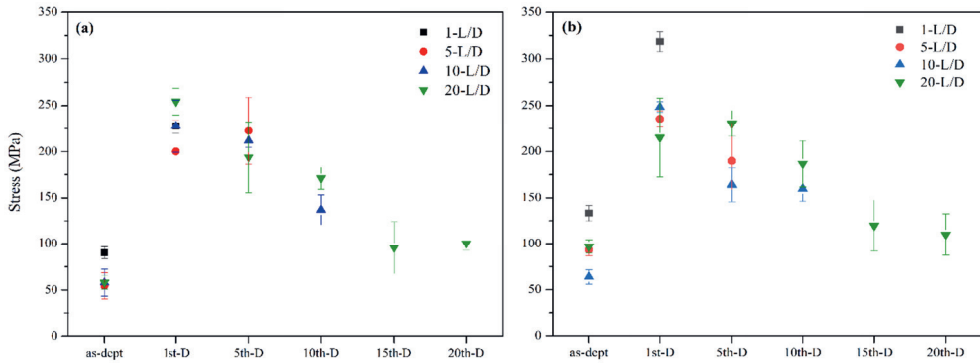 (a)
1-L/D
5-L/D
10-L/D
20-L/D
Stress (MPa)
350
300
250
200
150
100
50
0
as-dept 1st-D 5th-D 10th-D 15th-D 20th-D
(b)
1-L/D
5-L/D
10-L/D
20-L/D
350
300
250
200
150
100
50
0
as-dept 1st-D 5th-D 10th-D 15th-D 20th-D